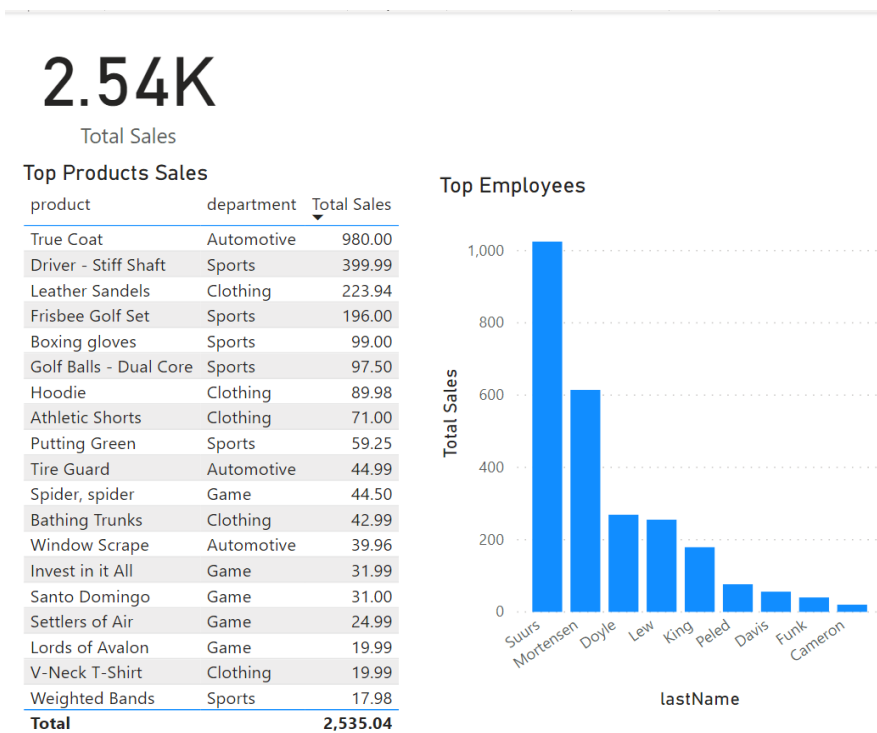 2.54K
Total Sales
Top Products Sales
product department Total Sales
True Coat Automotive 980.00
Driver - Stiff Shaft Sports 399.99
Leather Sandels Clothing 223.94
Frisbee Golf Set Sports 196.00
Boxing gloves Sports 99.00
Golf Balls - Dual Core Sports 97.50
Hoodie Clothing 89.98
Athletic Shorts Clothing 71.00
Putting Green Sports 59.25
Tire Guard Automotive 44.99
Spider, spider Game 44.50
Bathing Trunks Clothing 42.99
Window Scrape Automotive 39.96
Invest in it All Game 31.99
Santo Domingo Game 31.00
Settlers of Air Game 24.99
Lords of Avalon Game 19.99
V-Neck T-Shirt Clothing 19.99
Weighted Bands Sports 17.98
Total 2,535.04
Top Employees
Total Sales
1,000
800
600
400
200
0
Suurs Mortensen Doyle Lew King Peled Davis Funk Cameron
lastName